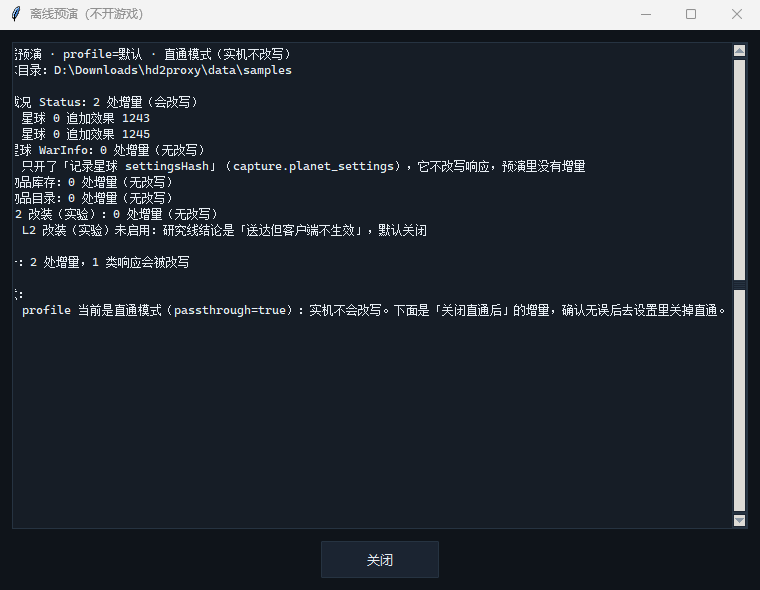 离线预演（不开游戏）
预演 · profile=默认 · 直通模式（实机不改写）
目录: D:\Downloads\hd2proxy\data\samples
况 Status: 2 处增量（会改写）
星球 0 追加效果 1243
星球 0 追加效果 1245
球 WarInfo: 0 处增量（无改写）
只开了「记录星球 settingsHash」（capture.planet_settings），它不改写响应，预演里没有增量
品库存: 0 处增量（无改写）
品目录: 0 处增量（无改写）
2 改装（实验）: 0 处增量（无改写）
L2 改装（实验）未启用: 研究线结论是「送达但客户端不生效」，默认关闭
: 2 处增量，1 类响应会被改写
:
profile 当前是直通模式（passthrough=true）: 实机不会改写。下面是「关闭直通后」的增量，确认无误后去设置里关掉直通。
关闭